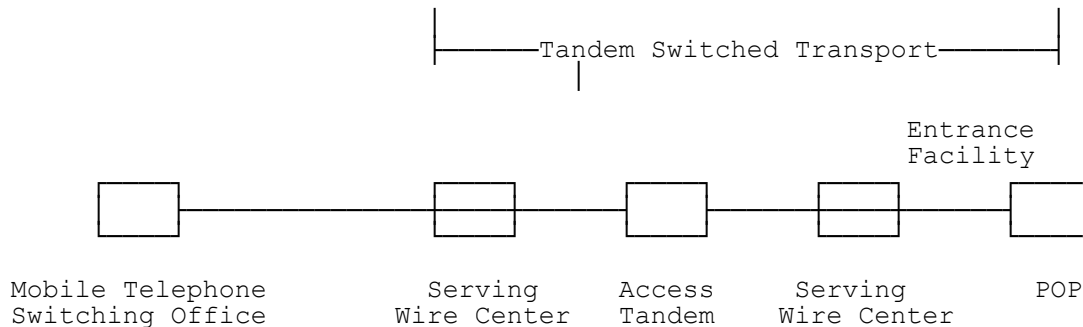 Tandem Switched Transport
Entrance
Facility
Mobile Telephone Serving Access Serving POP
Switching Office Wire Center Tandem Wire Center